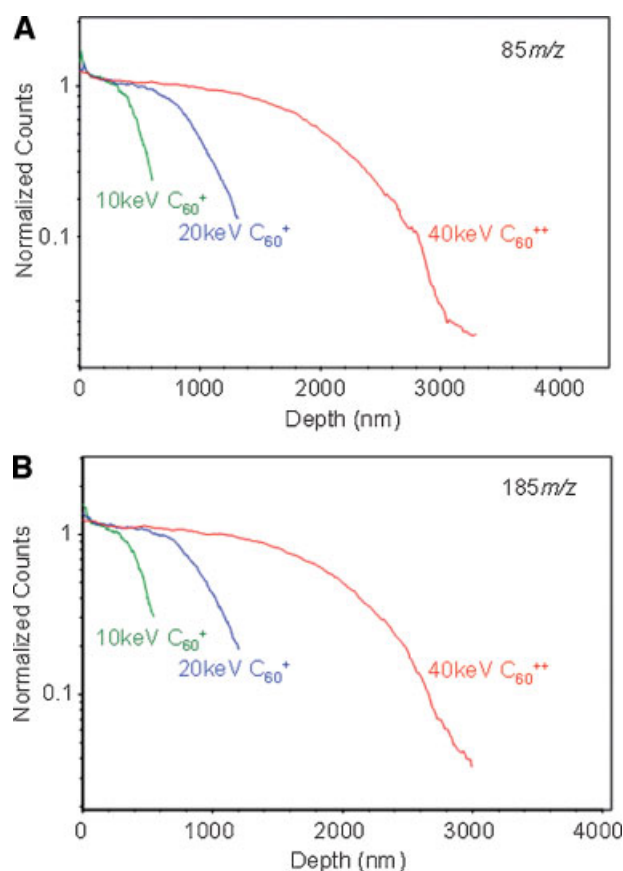 A
85m/z
1
0.1
Normalized Counts
10keV C₆₀⁺
20keV C₆₀⁺
40keV C₆₀⁺⁺
0 1000 2000 3000 4000
Depth (nm)
B
185m/z
1
0.1
Normalized Counts
10keV C₆₀⁺
20keV C₆₀⁺
40keV C₆₀⁺⁺
0 1000 2000 3000 4000
Depth (nm)